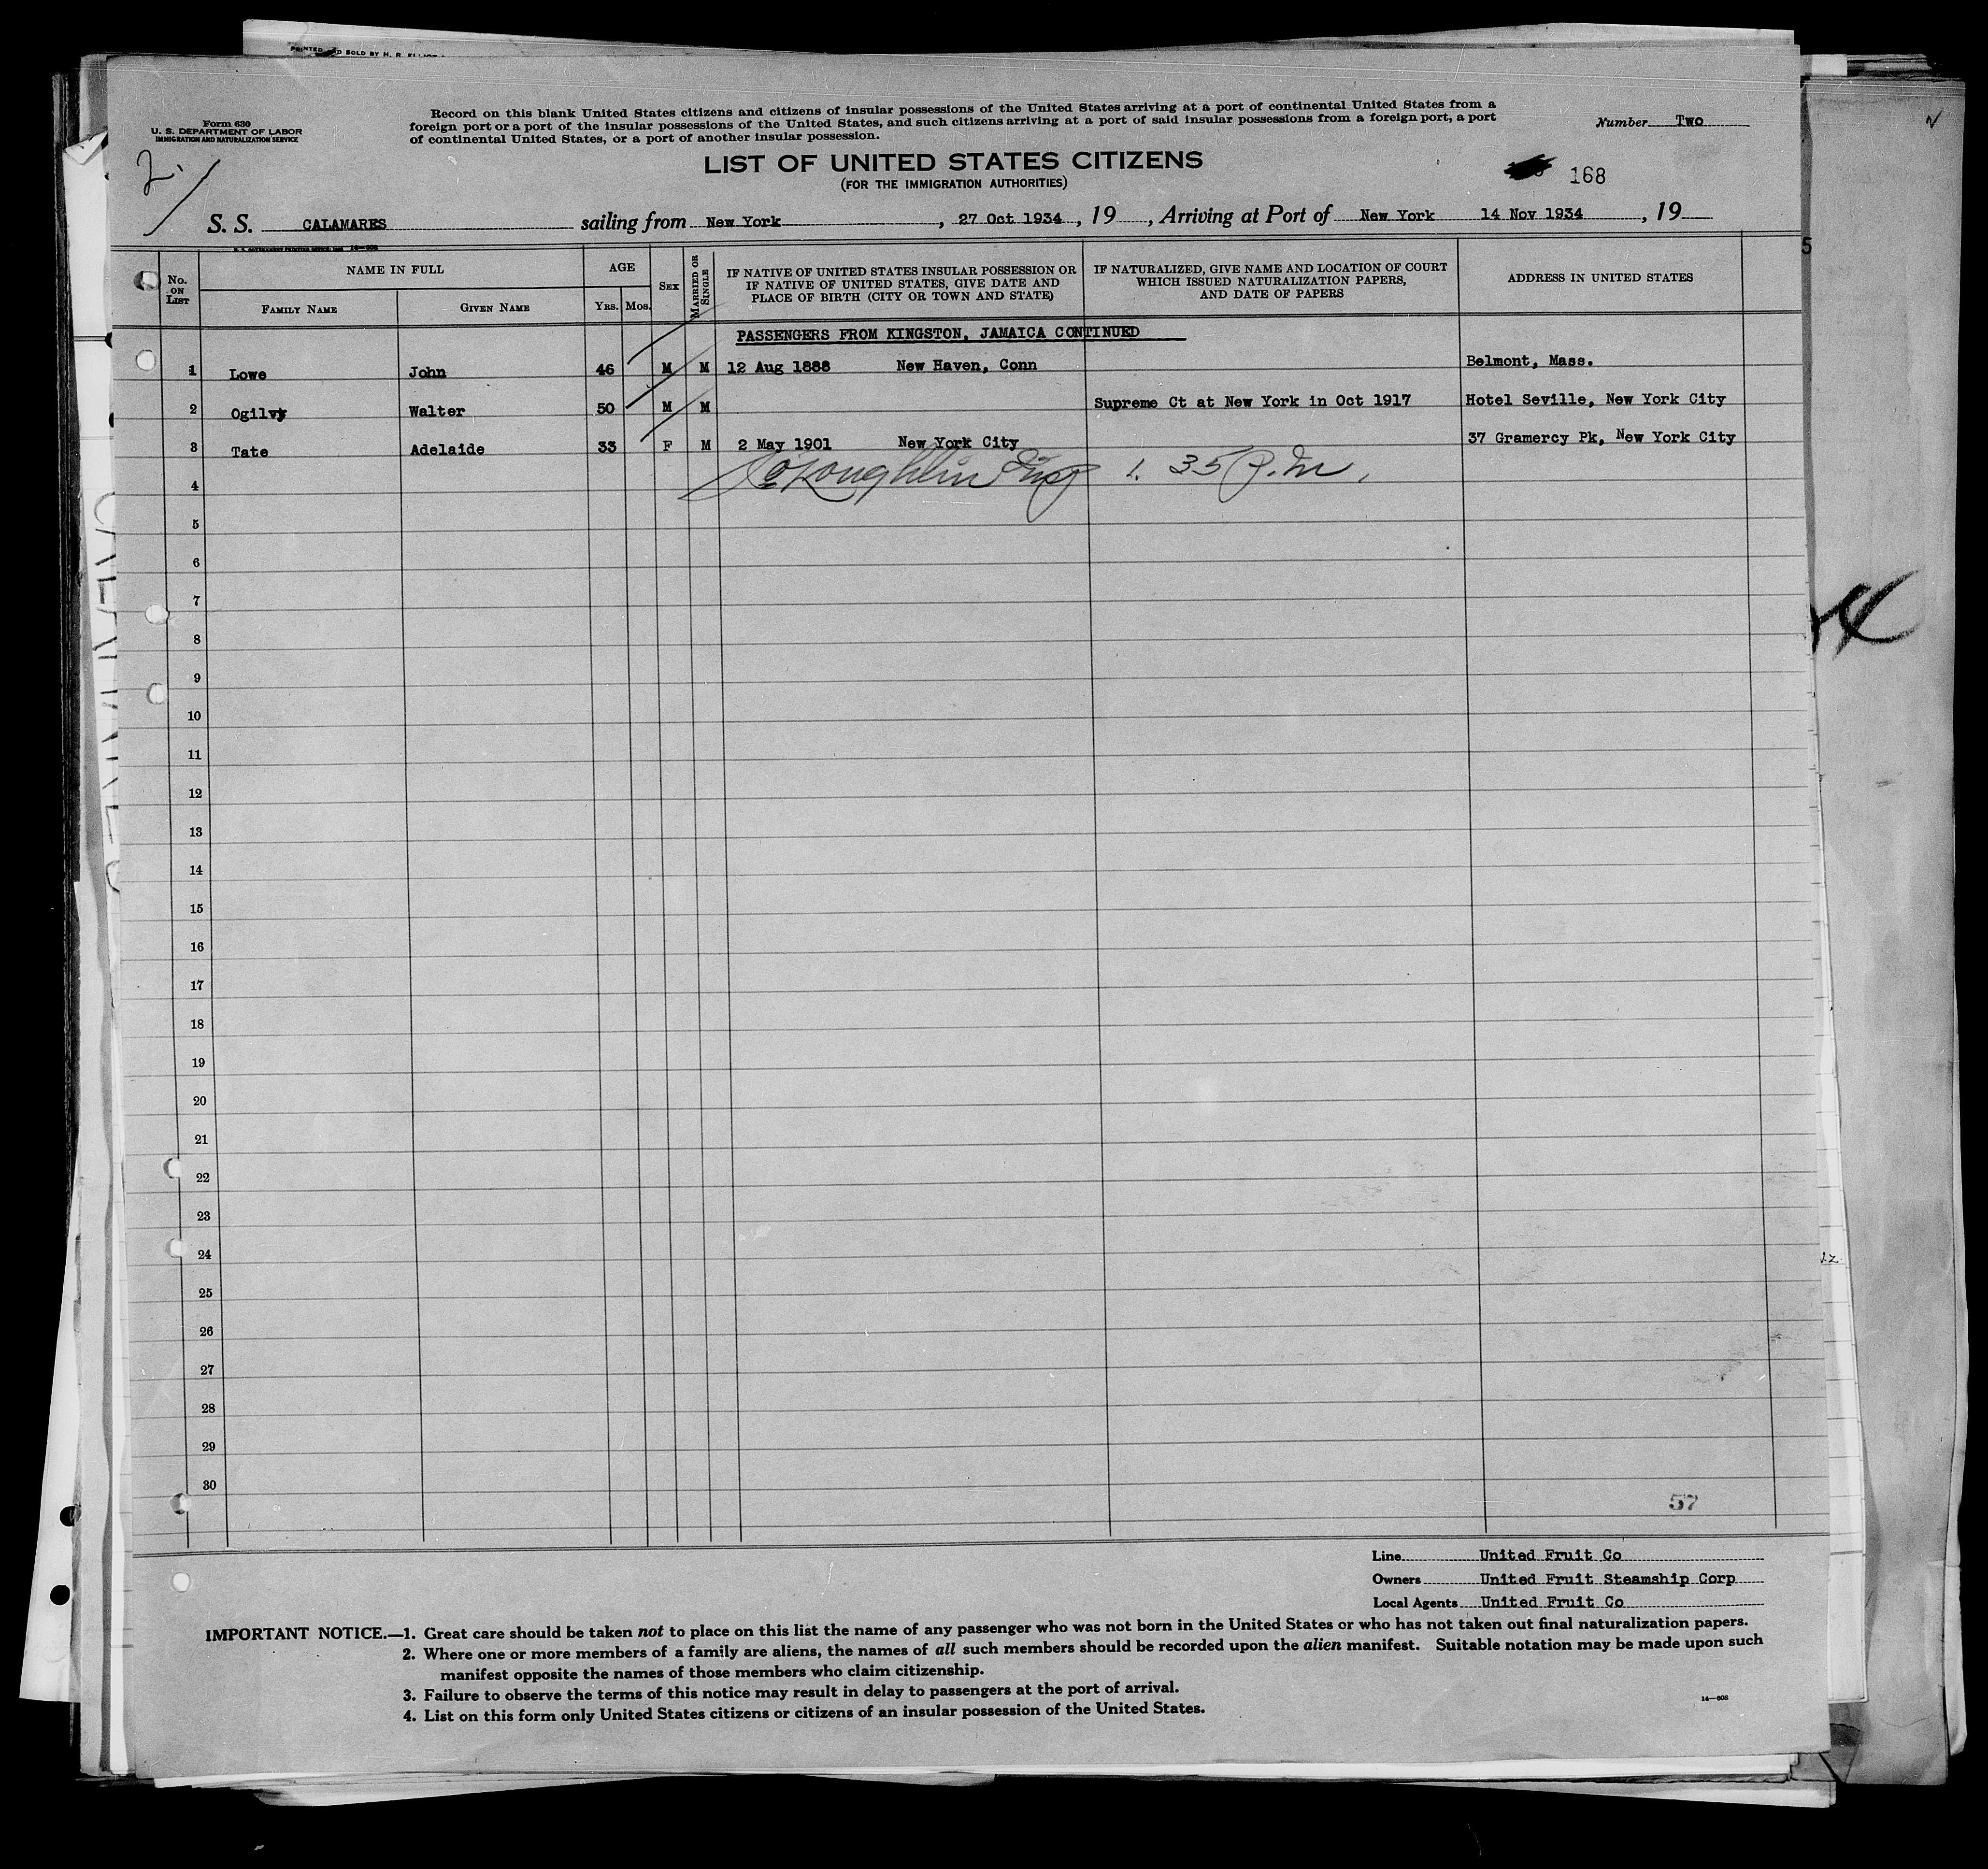 PRINTED AND SOLD BY H. R. ELLIOT
Form 630
U. S. DEPARTMENT OF LABOR
IMMIGRATION AND NATURALIZATION SERVICE
2.
Record on this blank United States citizens and citizens of insular possessions of the United States arriving at a port of continental United States from a
foreign port or a port of the insular possessions of the United States, and such citizens arriving at a port of said insular possessions from a foreign port, a port
of continental United States, or a port of another insular possession.
Number Two
LIST OF UNITED STATES CITIZENS
(FOR THE IMMIGRATION AUTHORITIES)
168
S. S. CALAMARES sailing from New York, 27 Oct 1934, 19, Arriving at Port of New York 14 Nov 1934, 19
No. ON LIST
NAME IN FULL
FAMILY NAME
GIVEN NAME
AGE
YRS. MOS.
SEX
MARRIED OR SINGLE
IF NATIVE OF UNITED STATES INSULAR POSSESSION OR
IF NATIVE OF UNITED STATES, GIVE DATE AND
PLACE OF BIRTH (CITY OR TOWN AND STATE)
IF NATURALIZED, GIVE NAME AND LOCATION OF COURT
WHICH ISSUED NATURALIZATION PAPERS,
AND DATE OF PAPERS
ADDRESS IN UNITED STATES
PASSENGERS FROM KINGSTON, JAMAICA CONTINUED
1 Lowe John 46 M M 12 Aug 1888 New Haven, Conn Belmont, Mass.
2 Ogilvy Walter 50 M M Supreme Ct at New York in Oct 1917 Hotel Seville, New York City
3 Tate Adelaide 33 F M 2 May 1901 New York City 37 Gramercy Pk, New York City
4 O'Loughlin Insp 1.35 P.M.
5
6
7
8
9
10
11
12
13
14
15
16
17
18
19
20
21
22
23
24
25
26
27
28
29
30
57
Line United Fruit Co
Owners United Fruit Steamship Corp
Local Agents United Fruit Co
IMPORTANT NOTICE.—1. Great care should be taken not to place on this list the name of any passenger who was not born in the United States or who has not taken out final naturalization papers.
2. Where one or more members of a family are aliens, the names of all such members should be recorded upon the alien manifest. Suitable notation may be made upon such
manifest opposite the names of those members who claim citizenship.
3. Failure to observe the terms of this notice may result in delay to passengers at the port of arrival.
4. List on this form only United States citizens or citizens of an insular possession of the United States.
14—608